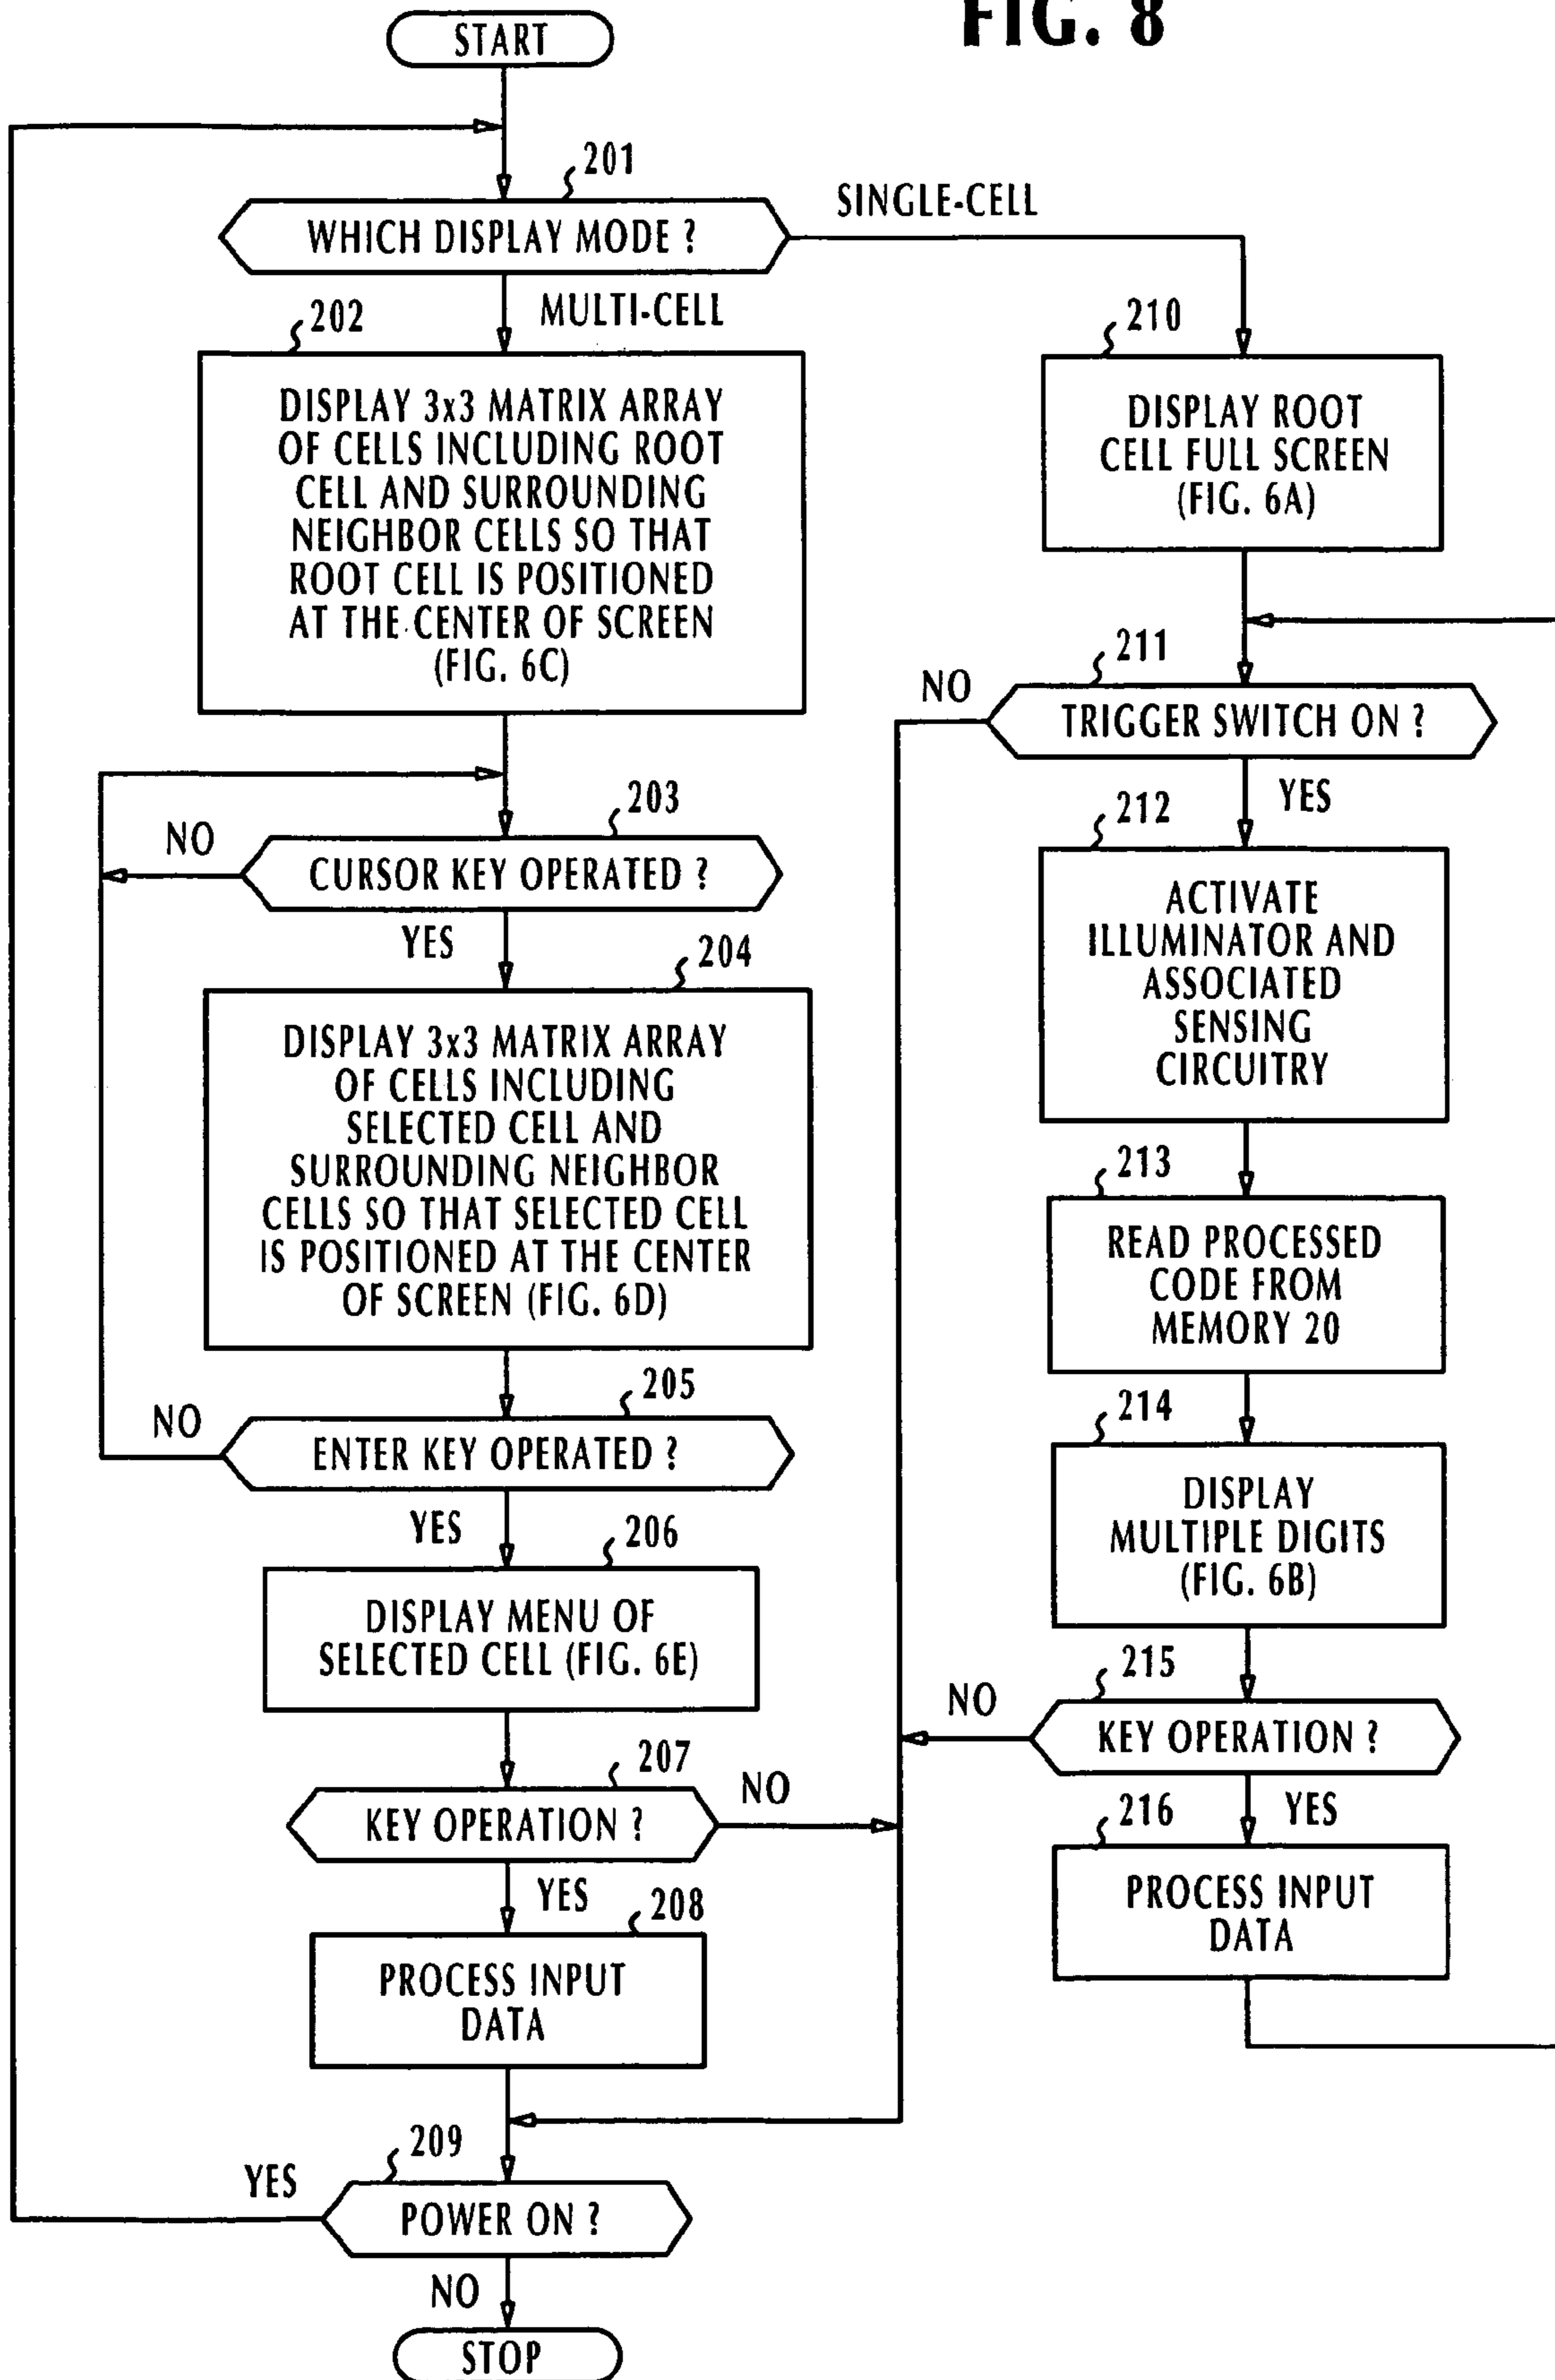 FIG. 8
START
201
WHICH DISPLAY MODE ?
SINGLE-CELL
MULTI-CELL
202
DISPLAY 3x3 MATRIX ARRAY
OF CELLS INCLUDING ROOT
CELL AND SURROUNDING
NEIGHBOR CELLS SO THAT
ROOT CELL IS POSITIONED
AT THE CENTER OF SCREEN
(FIG. 6C)
203
NO
CURSOR KEY OPERATED ?
YES
204
DISPLAY 3x3 MATRIX ARRAY
OF CELLS INCLUDING
SELECTED CELL AND
SURROUNDING NEIGHBOR
CELLS SO THAT SELECTED CELL
IS POSITIONED AT THE CENTER
OF SCREEN (FIG. 6D)
205
NO
ENTER KEY OPERATED ?
YES
206
DISPLAY MENU OF
SELECTED CELL (FIG. 6E)
207
NO
KEY OPERATION ?
YES
208
PROCESS INPUT
DATA
209
YES
POWER ON ?
NO
STOP
210
DISPLAY ROOT
CELL FULL SCREEN
(FIG. 6A)
211
NO
TRIGGER SWITCH ON ?
YES
212
ACTIVATE
ILLUMINATOR AND
ASSOCIATED
SENSING
CIRCUITRY
213
READ PROCESSED
CODE FROM
MEMORY 20
214
DISPLAY
MULTIPLE DIGITS
(FIG. 6B)
215
NO
KEY OPERATION ?
YES
216
PROCESS INPUT
DATA